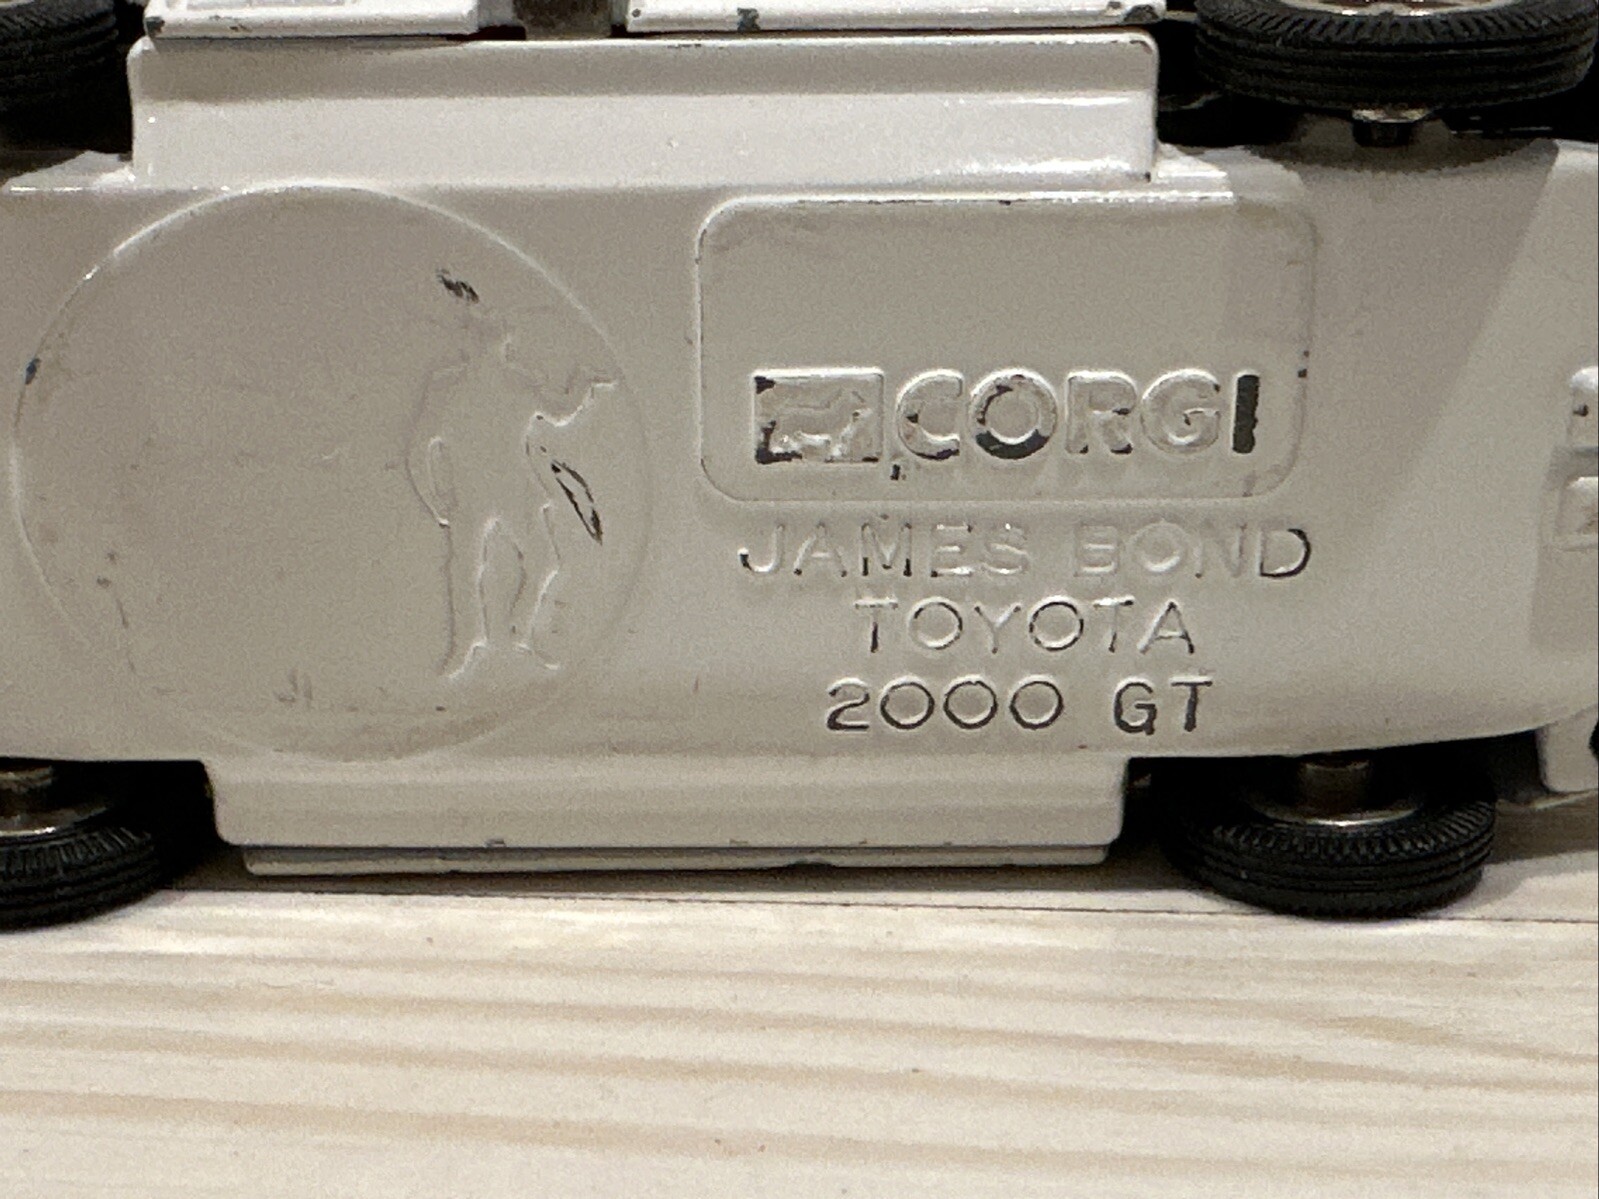 CORGI
JAMES BOND
TOYOTA
2000 GT